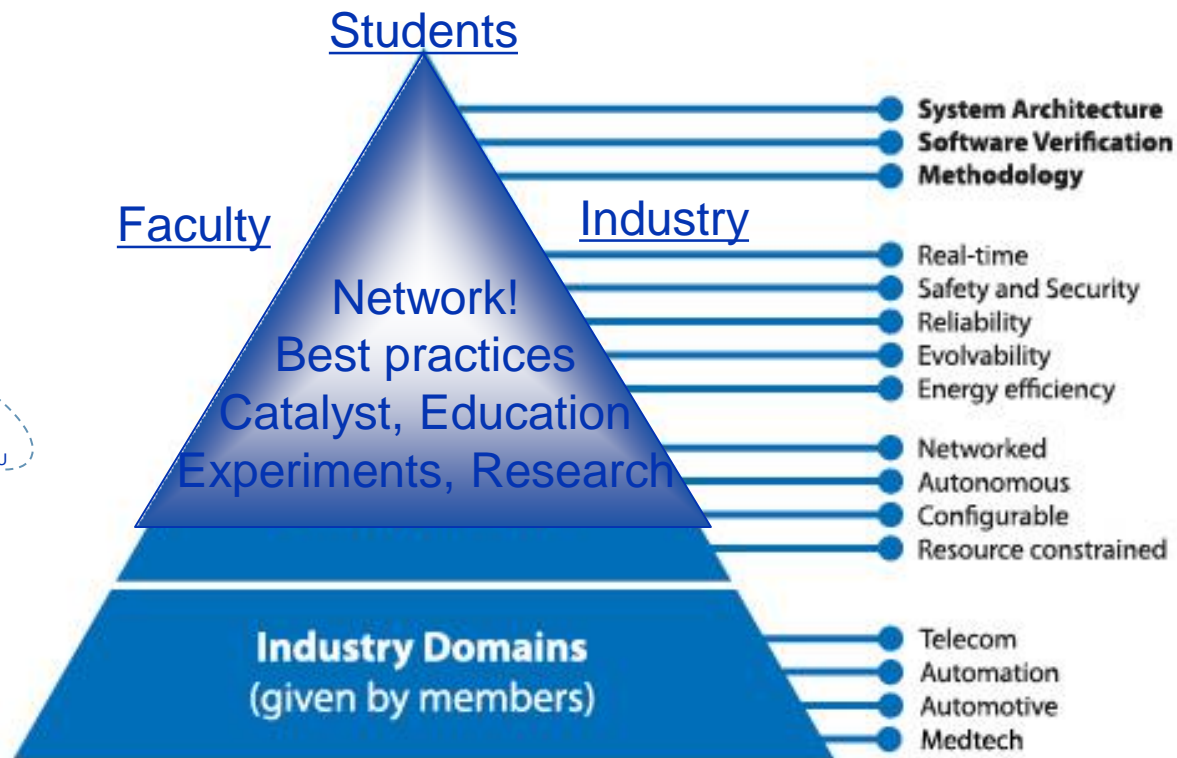 Students
System Architecture
Software Verification
Methodology
Faculty
Industry
Real-time
Safety and Security
Reliability
Evolvability
Energy efficiency
Network!
Best practices
Catalyst, Education
Experiments, Research
Networked
Autonomous
Configurable
Resource constrained
Industry Domains
(given by members)
Telecom
Automation
Automotive
Medtech